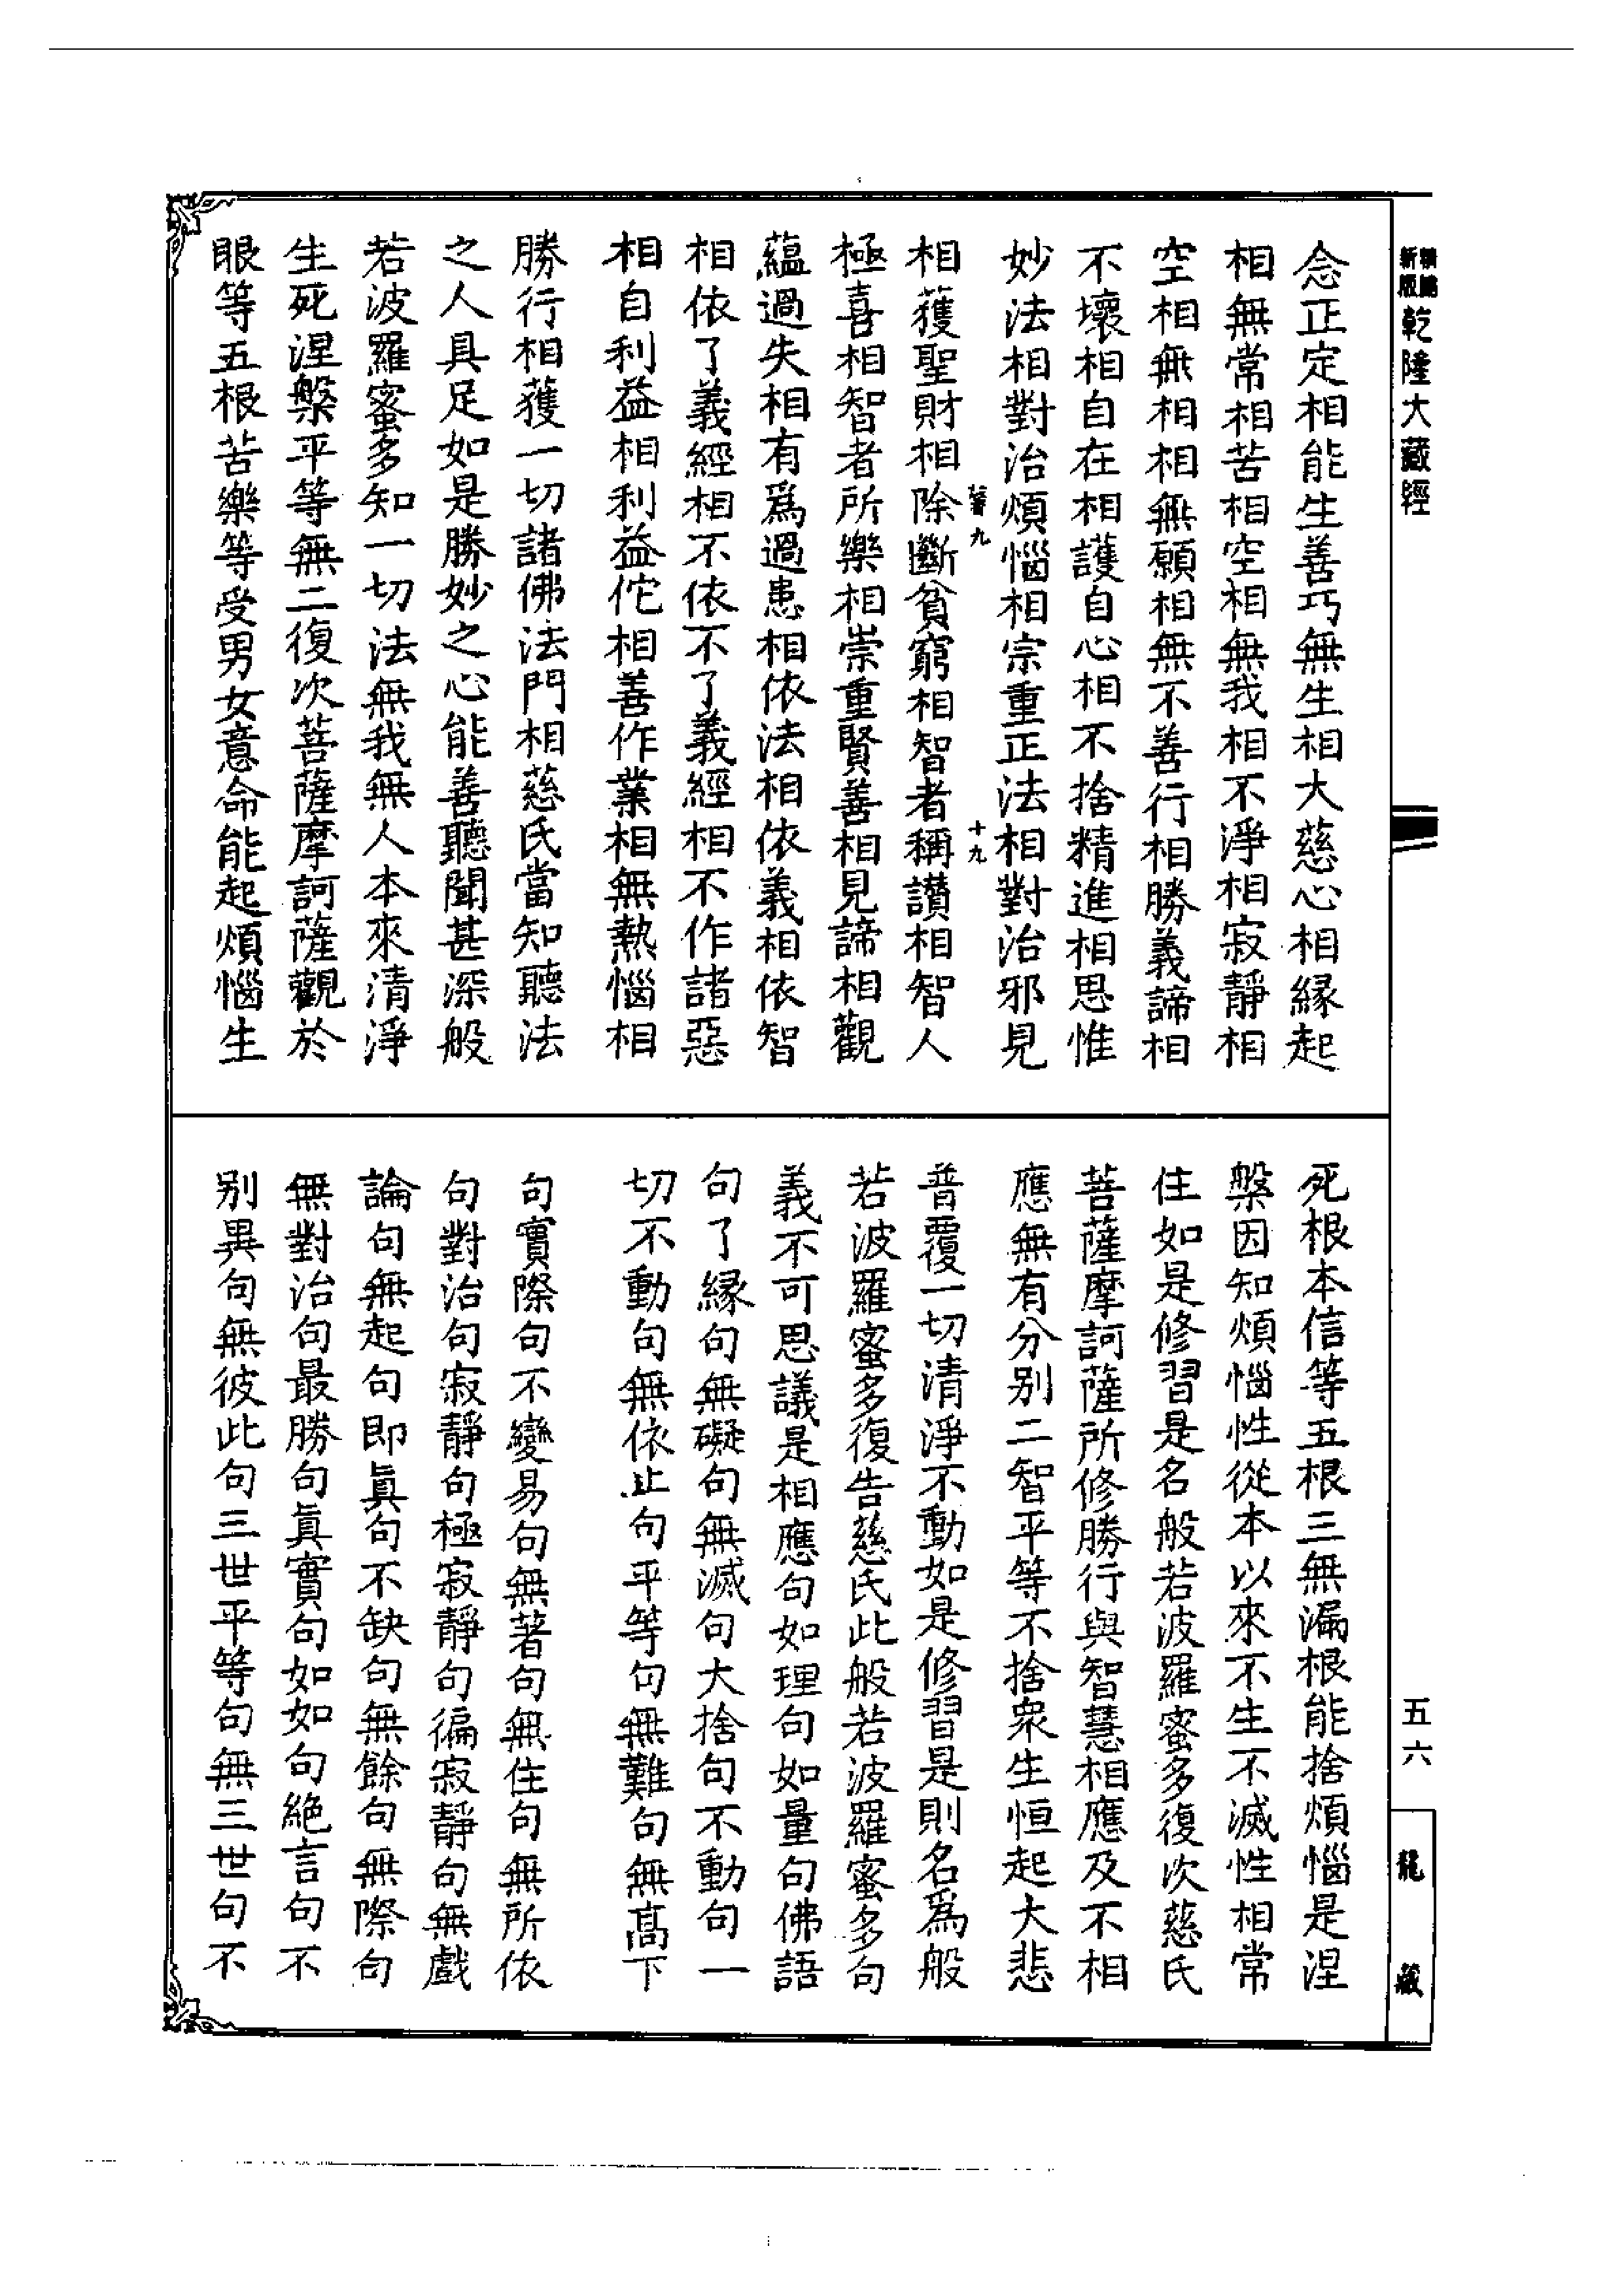 新版
乾隆大藏經
五六
龍藏
念正定相能生善巧無生相大慈心相縁起
相無常相苦相空相無我相不淨相寂靜相
空相無相相無願相無不善行相勝義諦相
不壞相自在相護自心相不捨精進相思惟
妙法相對治煩惱相宗重正法相對治邪見
九 十九
相獲聖財相除斷貧窮相智者稱讃相智人
極喜相智者所樂相崇重賢善相見諦相觀
蘊過失相有爲過患相依法相依義相依智
相依了義經相不依不了義經相不作諸惡
相自利益相利益佗相善作業相無熱惱相
勝行相獲一切諸佛法門相慈氏當知聽法
之人具足如是勝妙之心能善聽聞甚深般
若波羅蜜多知一切法無我無人本來清淨
生死涅槃平等無二復次菩薩摩訶薩觀於
眼等五根苦樂等受男女意命能起煩惱生
死根本信等五根三無漏根能捨煩惱是涅
槃因知煩惱性從本以來不生不滅性相常
住如是修習是名般若波羅蜜多復次慈氏
菩薩摩訶薩所修勝行與智慧相應及不相
應無有分别二智平等不捨衆生恒起大悲
普覆一切清淨不動如是修習是則名爲般
若波羅蜜多復告慈氏此般若波羅蜜多句
義不可思議是相應句如理句如量句佛語
句了縁句無礙句無滅句大捨句不動句一
切不動句無依止句平等句無難句無髙下
句實際句不變易句無著句無住句無所依
句對治句寂靜句極寂靜句徧寂靜句無戲
論句無起句即眞句不缺句無餘句無際句
無對治句最勝句眞實句如如句絶言句不
别異句無彼此句三世平等句無三世句不